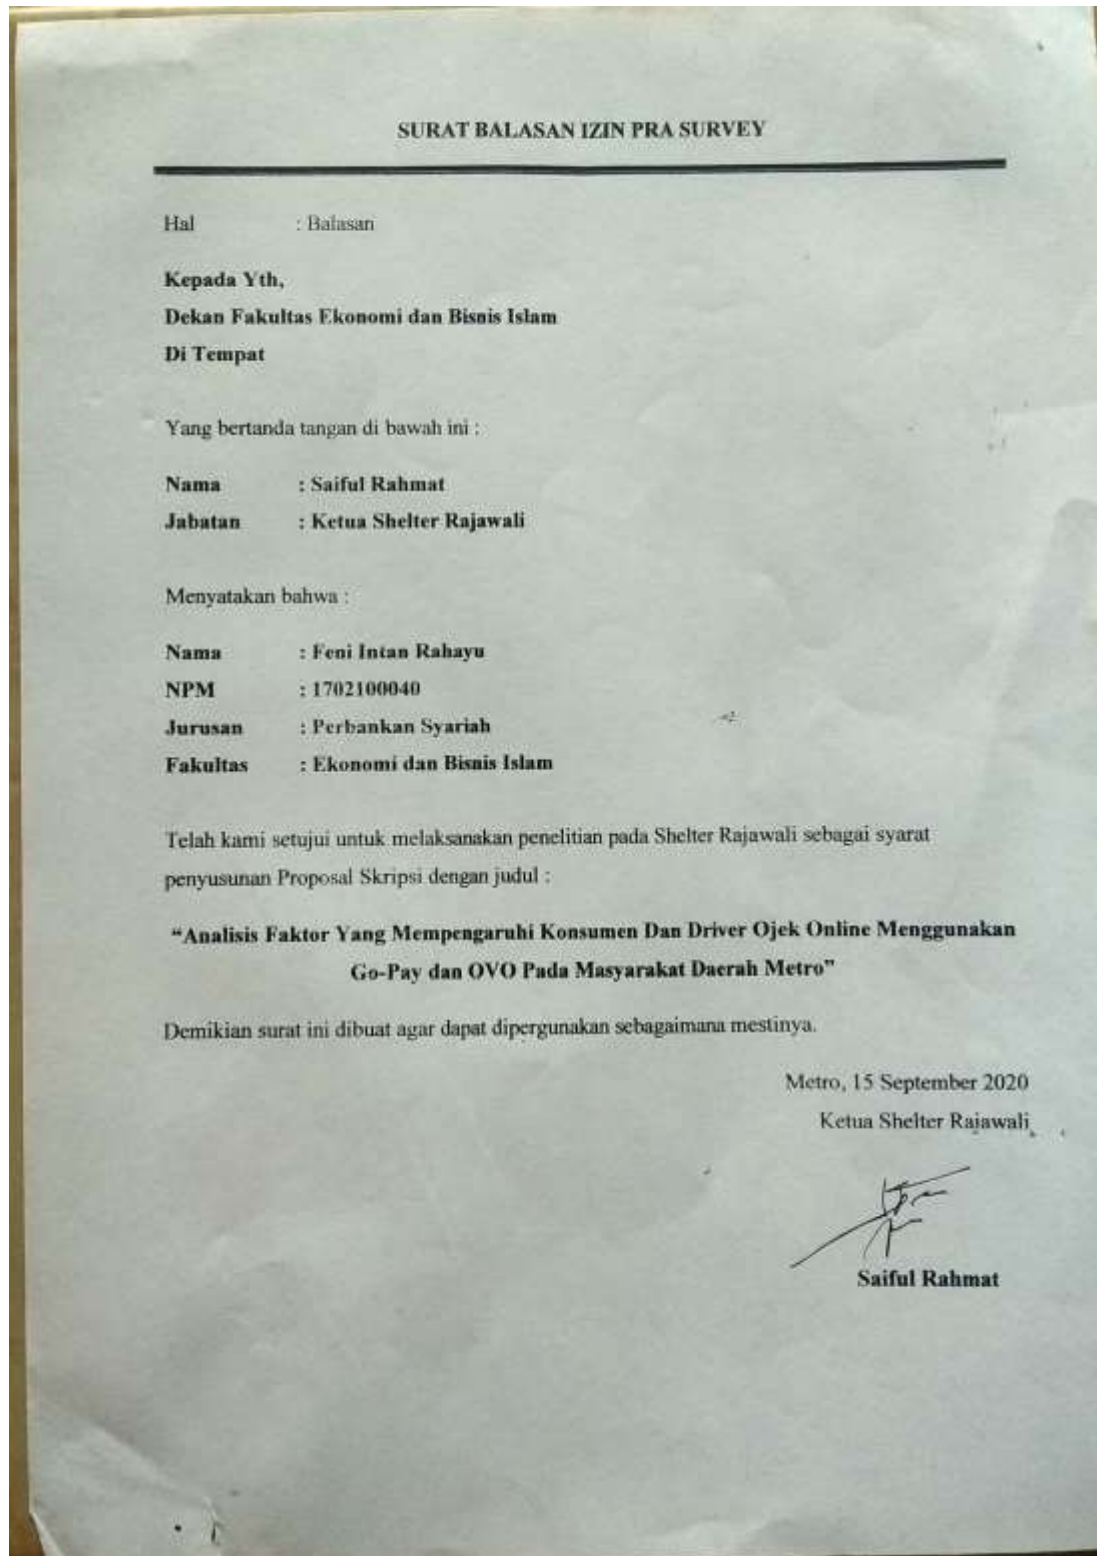 SURAT BALASAN IZIN PRA SURVEY
Hal : Balasan
Kepada Yth,
Dekan Fakultas Ekonomi dan Bisnis Islam
Di Tempat
Yang bertanda tangan di bawah ini :
Nama : Saiful Rahmat
Jabatan : Ketua Shelter Rajawali
Menyatakan bahwa :
Nama : Feni Intan Rahayu
NPM : 1702100040
Jurusan : Perbankan Syariah
Fakultas : Ekonomi dan Bisnis Islam
Telah kami setujui untuk melaksanakan penelitian pada Shelter Rajawali sebagai syarat
penyusunan Proposal Skripsi dengan judul :
“Analisis Faktor Yang Mempengaruhi Konsumen Dan Driver Ojek Online Menggunakan
Go-Pay dan OVO Pada Masyarakat Daerah Metro”
Demikian surat ini dibuat agar dapat dipergunakan sebagaimana mestinya.
Metro, 15 September 2020
Ketua Shelter Rajawali
Saiful Rahmat